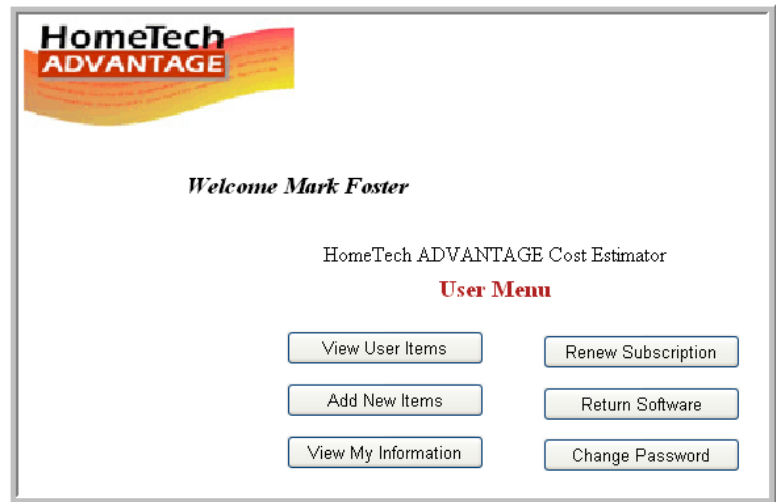 HomeTech
ADVANTAGE
Welcome Mark Foster
HomeTech ADVANTAGE Cost Estimator
User Menu
View User Items
Renew Subscription
Add New Items
Return Software
View My Information
Change Password